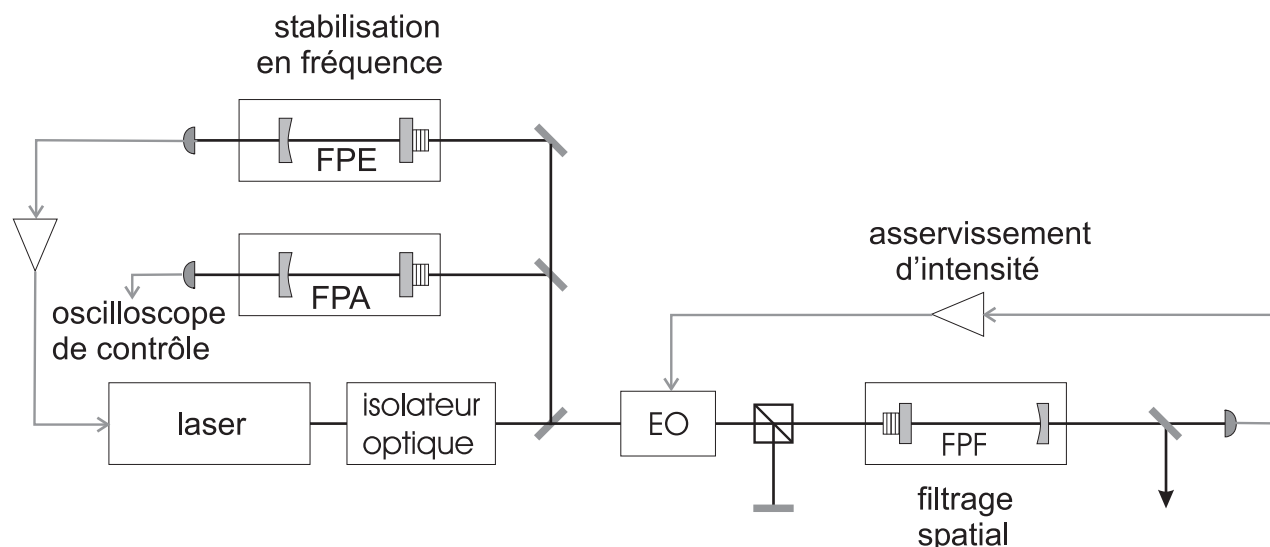 stabilisation
en fréquence
FPE
FPA
oscilloscope
de contrôle
asservissement
d'intensité
laser
isolateur
optique
EO
FPF
filtrage
spatial